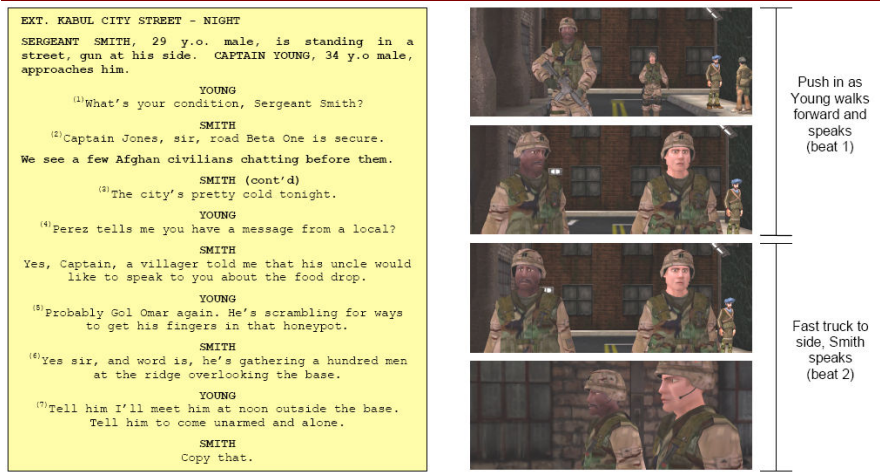 EXT. KABUL CITY STREET - NIGHT
SERGEANT SMITH, 29 y.o. male, is standing in a
street, gun at his side. CAPTAIN YOUNG, 34 y.o male,
approaches him.
YOUNG
(1)What's your condition, Sergeant Smith?
SMITH
(2)Captain Jones, sir, road Beta One is secure.
We see a few Afghan civilians chatting before them.
SMITH (cont'd)
(3)The city's pretty cold tonight.
YOUNG
(4)Perez tells me you have a message from a local?
SMITH
Yes, Captain, a villager told me that his uncle would
like to speak to you about the food drop.
YOUNG
(5)Probably Gol Omar again. He's scrambling for ways
to get his fingers in that honeypot.
SMITH
(6)Yes sir, and word is, he's gathering a hundred men
at the ridge overlooking the base.
YOUNG
(7)Tell him I'll meet him at noon outside the base.
Tell him to come unarmed and alone.
SMITH
Copy that.
Push in as
Young walks
forward and
speaks
(beat 1)
Fast truck to
side, Smith
speaks
(beat 2)